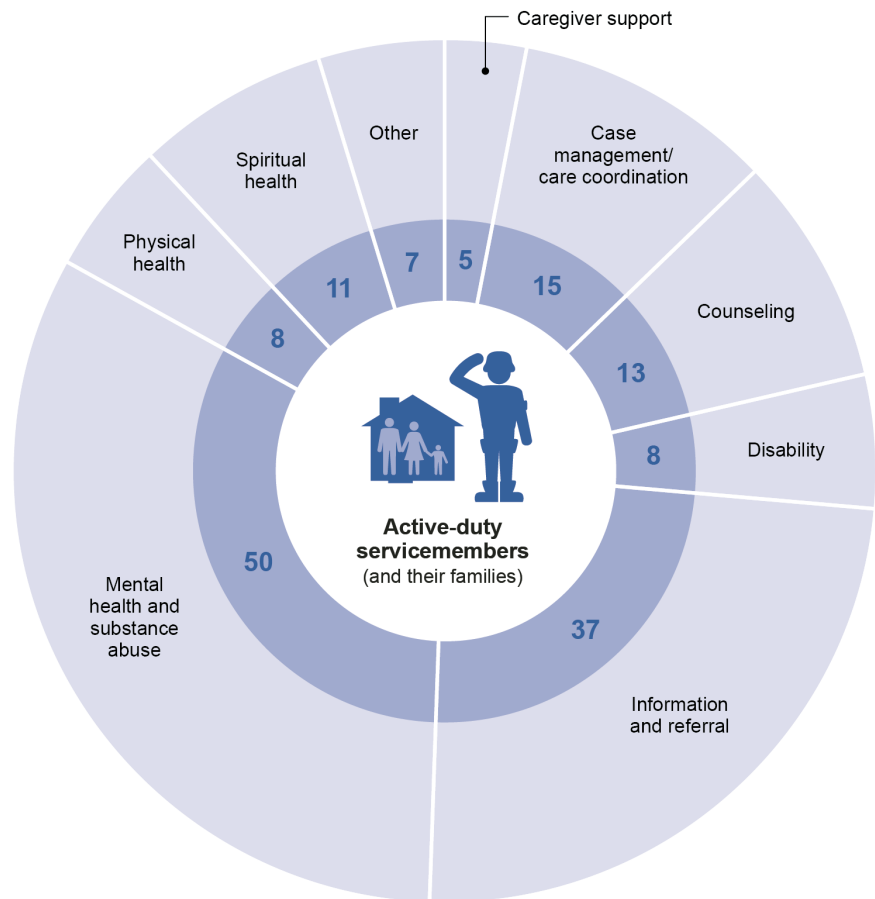 Caregiver support
Case
management/
care coordination
Other
Spiritual
health
Physical
health
Counseling
Disability
Information
and referral
Mental
health and
substance
abuse
5
15
13
8
37
50
8
11
7
Active-duty
servicemembers
(and their families)